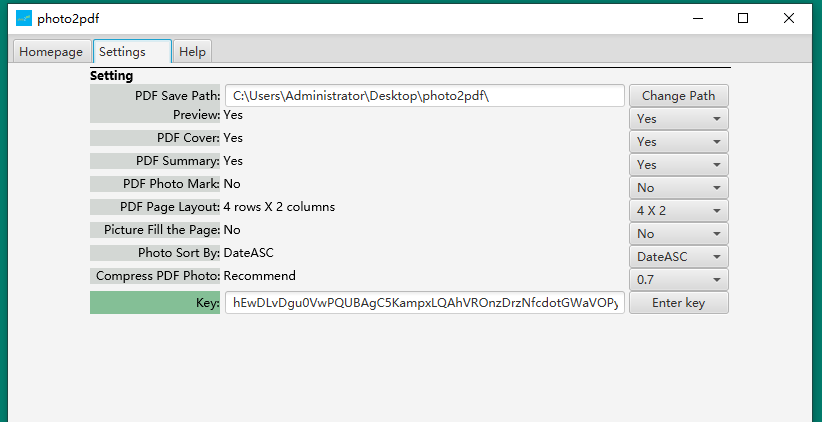 photo2pdf
Homepage Settings Help
Setting
PDF Save Path: C:\Users\Administrator\Desktop\photo2pdf\ Change Path
Preview: Yes Yes
PDF Cover: Yes Yes
PDF Summary: Yes Yes
PDF Photo Mark: No No
PDF Page Layout: 4 rows X 2 columns 4 X 2
Picture Fill the Page: No No
Photo Sort By: DateASC DateASC
Compress PDF Photo: Recommend 0.7
Key: hEwDLvDgu0VwPQUBAgC5KampxLQAhVROnzDrzNfcdotGWaVOPy Enter key